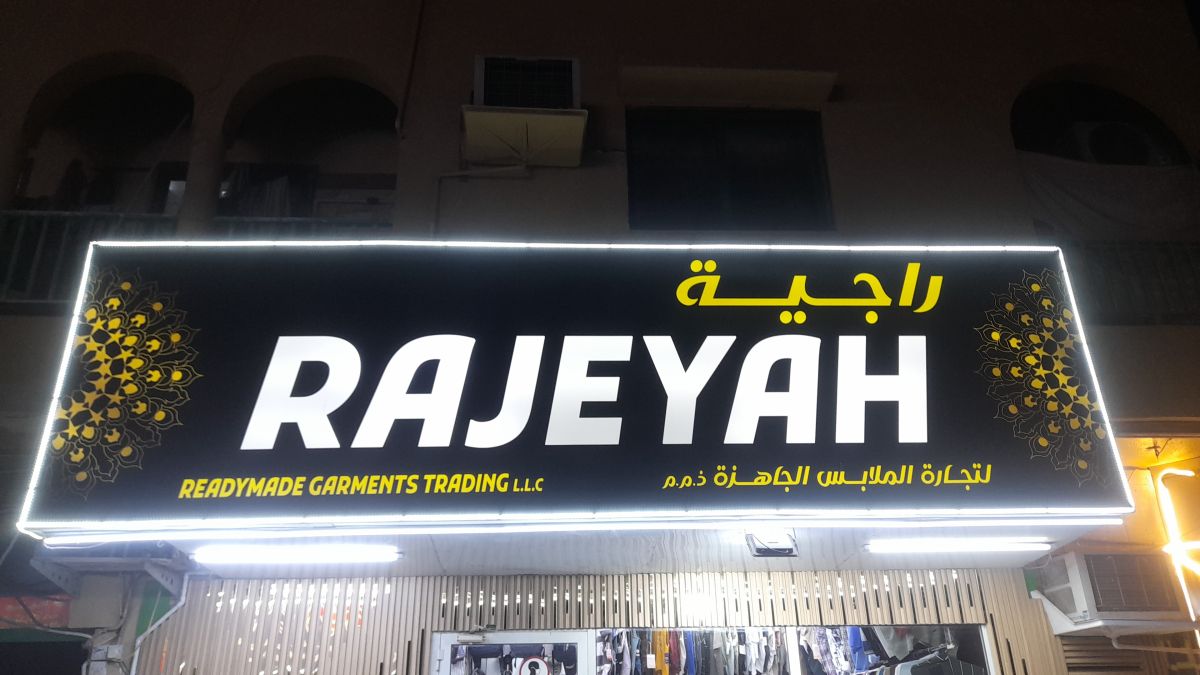 راجية
RAJEYAH
READYMADE GARMENTS TRADING L.L.C
لتجارة الملابس الجاهزة ذ.م.م